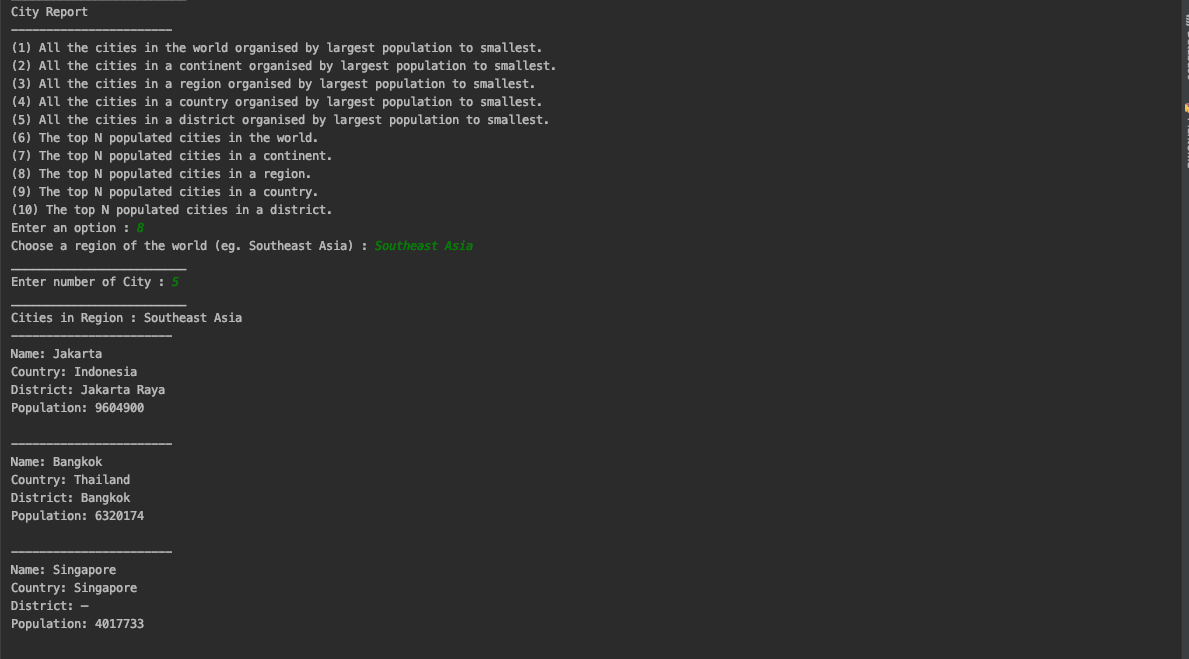 City Report
(1) All the cities in the world organised by largest population to smallest.
(2) All the cities in a continent organised by largest population to smallest.
(3) All the cities in a region organised by largest population to smallest.
(4) All the cities in a country organised by largest population to smallest.
(5) All the cities in a district organised by largest population to smallest.
(6) The top N populated cities in the world.
(7) The top N populated cities in a continent.
(8) The top N populated cities in a region.
(9) The top N populated cities in a country.
(10) The top N populated cities in a district.
Enter an option : 8
Choose a region of the world (eg. Southeast Asia) : Southeast Asia
Enter number of City : 5
Cities in Region : Southeast Asia
Name: Jakarta
Country: Indonesia
District: Jakarta Raya
Population: 9604900
Name: Bangkok
Country: Thailand
District: Bangkok
Population: 6320174
Name: Singapore
Country: Singapore
District: –
Population: 4017733